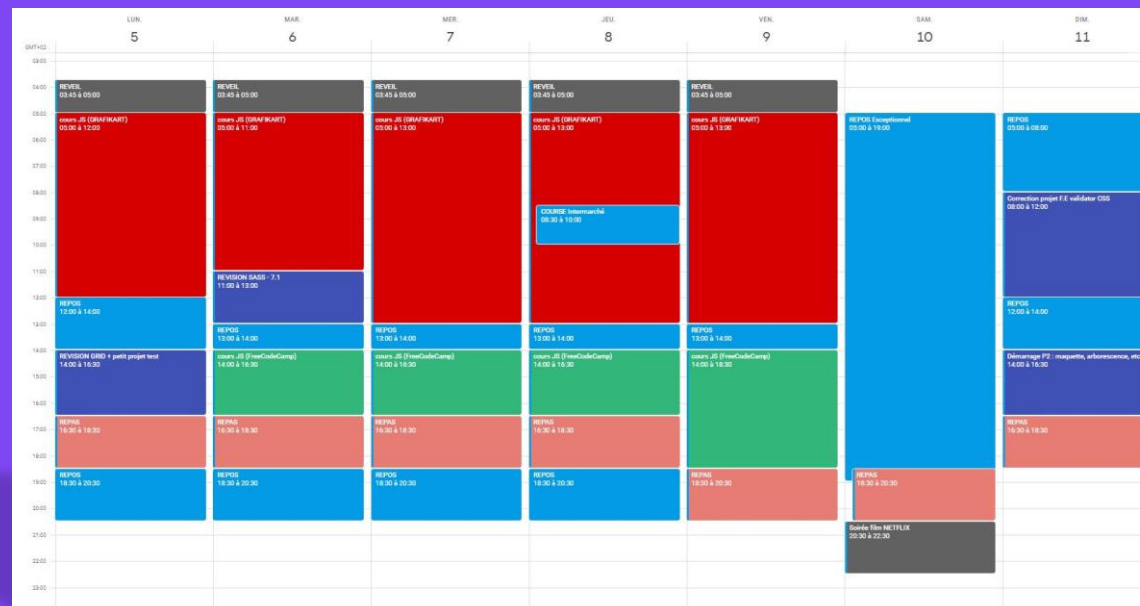 LUN. MAR. MER. JEU. VEN. SAM. DIM.
5 6 7 8 9 10 11
GMT+02
03:00
04:00
05:00
06:00
07:00
08:00
09:00
10:00
11:00
12:00
13:00
14:00
15:00
16:00
17:00
18:00
19:00
20:00
21:00
22:00
23:00
REVEIL
03:45 à 05:00
cours JS (GRAFIKART)
05:00 à 12:00
REPOS
12:00 à 14:00
REVISION GRID + petit projet test
14:00 à 16:30
REPAS
16:30 à 18:30
REPOS
18:30 à 20:30
REVEIL
03:45 à 05:00
cours JS (GRAFIKART)
05:00 à 11:00
REVISION SASS - 7.1
11:00 à 13:00
REPOS
13:00 à 14:00
cours JS (FreeCodeCamp)
14:00 à 16:30
REPAS
16:30 à 18:30
REPOS
18:30 à 20:30
REVEIL
03:45 à 05:00
cours JS (GRAFIKART)
05:00 à 13:00
REPOS
13:00 à 14:00
cours JS (FreeCodeCamp)
14:00 à 16:30
REPAS
16:30 à 18:30
REPOS
18:30 à 20:30
REVEIL
03:45 à 05:00
cours JS (GRAFIKART)
05:00 à 13:00
COURSE Intermarché
08:30 à 10:00
REPOS
13:00 à 14:00
cours JS (FreeCodeCamp)
14:00 à 16:30
REPAS
16:30 à 18:30
REPOS
18:30 à 20:30
REVEIL
03:45 à 05:00
cours JS (GRAFIKART)
05:00 à 13:00
REPOS
13:00 à 14:00
cours JS (FreeCodeCamp)
14:00 à 18:30
REPAS
18:30 à 20:30
REPOS Exceptionnel
05:00 à 19:00
REPAS
18:30 à 20:30
Soirée film NETFLIX
20:30 à 22:30
REPOS
05:00 à 08:00
Correction projet F.E validator CSS
08:00 à 12:00
REPOS
12:00 à 14:00
Démarrage P2 : maquette, arborescence, etc
14:00 à 16:30
REPAS
16:30 à 18:30